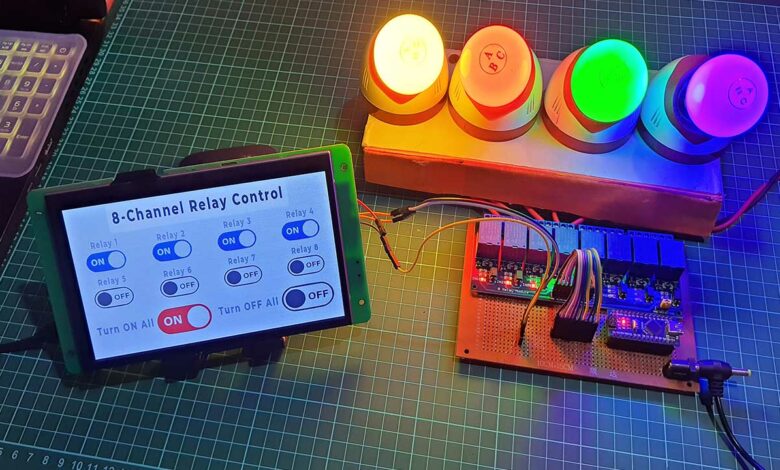 8-Channel Relay Control
Relay 1 Relay 2 Relay 3 Relay 4
ON ON ON ON
Relay 5 Relay 6 Relay 7 Relay 8
OFF OFF OFF OFF
Turn ON All ON Turn OFF All OFF
A
B C